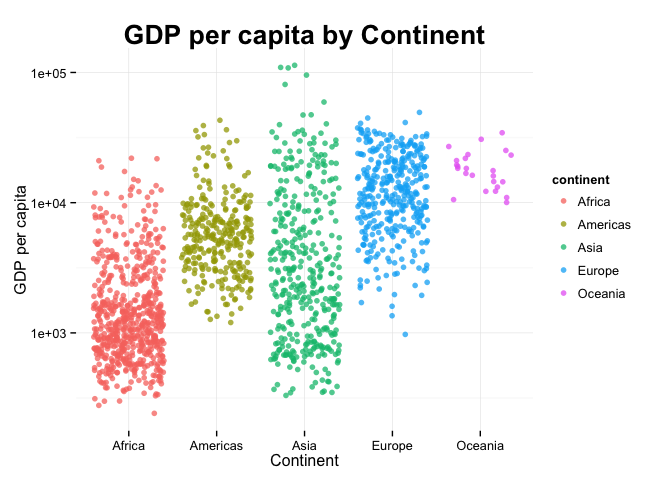 GDP per capita by Continent
GDP per capita
1e+05
1e+04
1e+03
Africa
Americas
Asia
Europe
Oceania
Continent
continent
Africa
Americas
Asia
Europe
Oceania